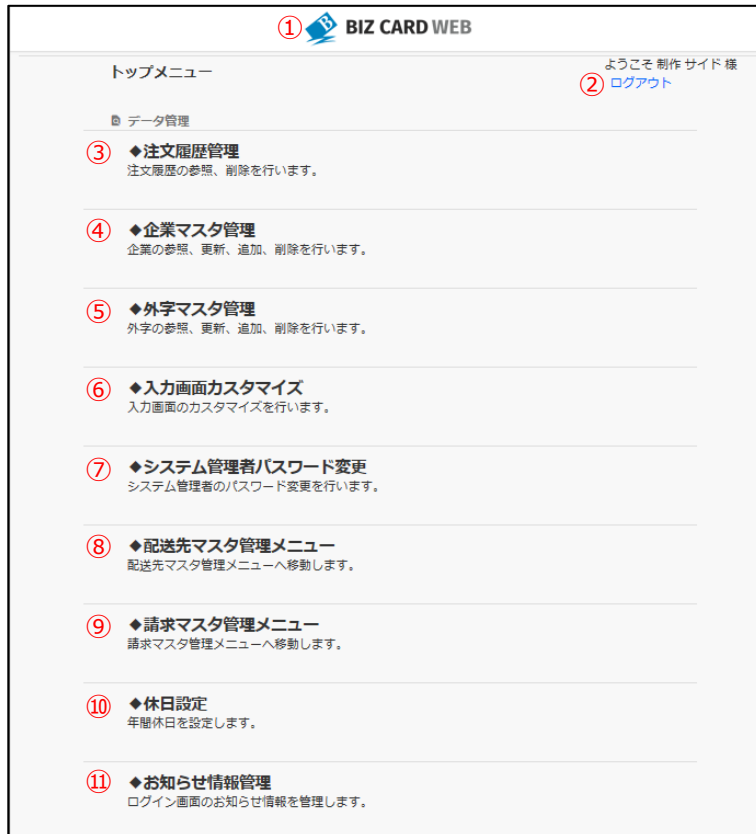 ① BIZ CARD WEB
トップメニュー
ようこそ 制作 サイド 様
② ログアウト
データ管理
③ ◆注文履歴管理
注文履歴の参照、削除を行います。
④ ◆企業マスタ管理
企業の参照、更新、追加、削除を行います。
⑤ ◆外字マスタ管理
外字の参照、更新、追加、削除を行います。
⑥ ◆入力画面カスタマイズ
入力画面のカスタマイズを行います。
⑦ ◆システム管理者パスワード変更
システム管理者のパスワード変更を行います。
⑧ ◆配送先マスタ管理メニュー
配送先マスタ管理メニューへ移動します。
⑨ ◆請求マスタ管理メニュー
請求マスタ管理メニューへ移動します。
⑩ ◆休日設定
年間休日を設定します。
⑪ ◆お知らせ情報管理
ログイン画面のお知らせ情報を管理します。